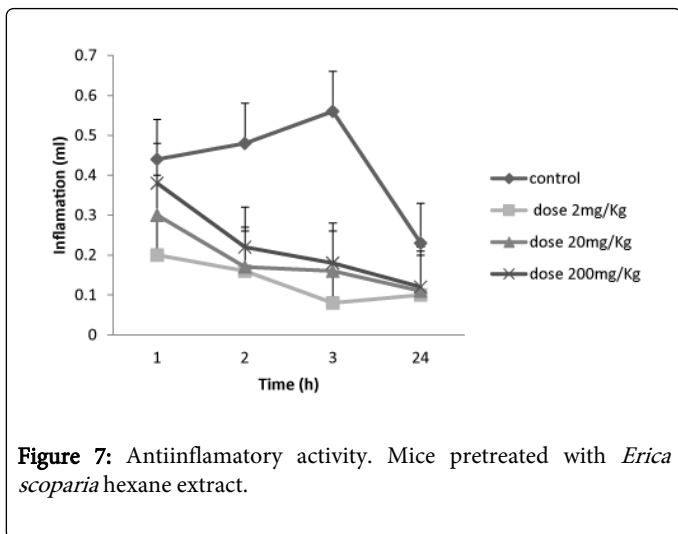 0.7
0.6
0.5
0.4
0.3
0.2
0.1
0
Inflamation (ml)
1 2 3 24
Time (h)
control
dose 2mg/Kg
dose 20mg/Kg
dose 200mg/Kg
Figure 7: Antiinflamatory activity. Mice pretreated with Erica
scoparia hexane extract.